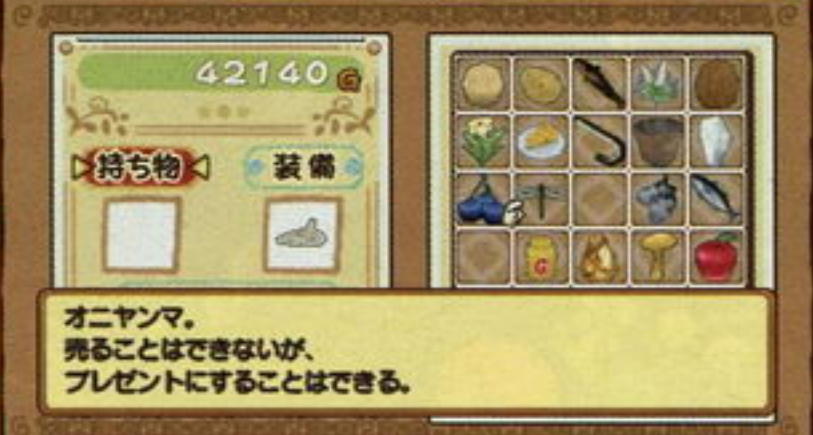 42140G
持ち物 装備
G
オニヤンマ。
売ることはできないが、
プレゼントにすることはできる。